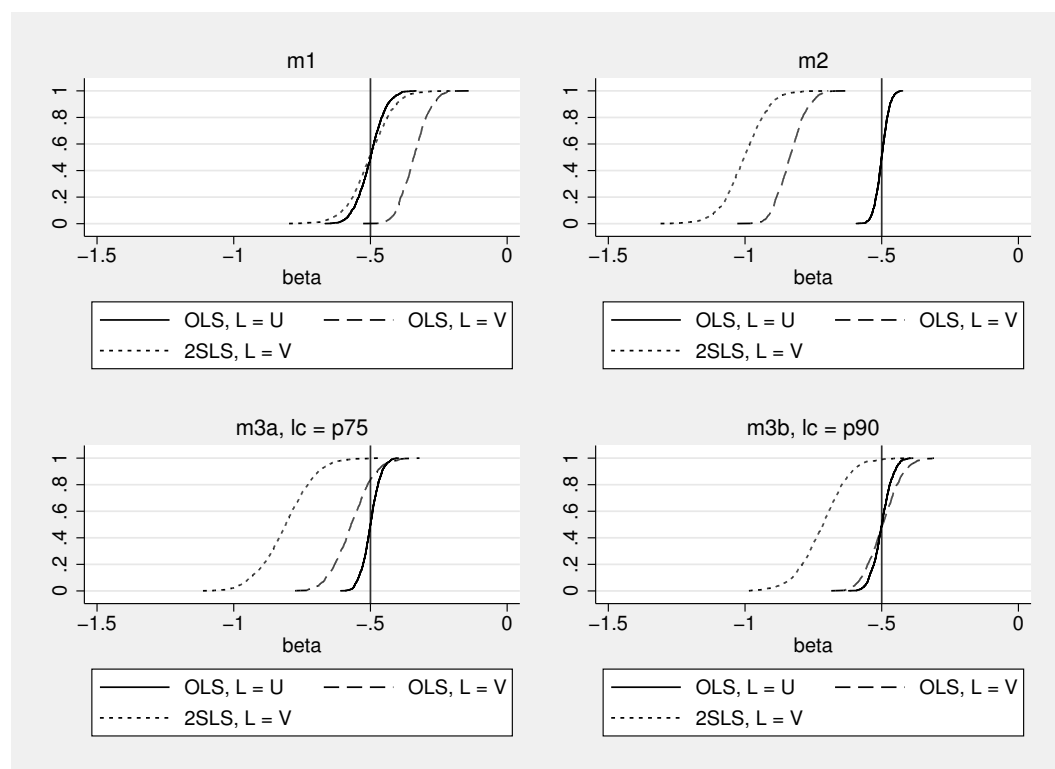 m1
0 .2 .4 .6 .8 1
−1.5 −1 −.5 0
beta
OLS, L = U OLS, L = V
2SLS, L = V
m2
0 .2 .4 .6 .8 1
−1.5 −1 −.5 0
beta
OLS, L = U OLS, L = V
2SLS, L = V
m3a, lc = p75
0 .2 .4 .6 .8 1
−1.5 −1 −.5 0
beta
OLS, L = U OLS, L = V
2SLS, L = V
m3b, lc = p90
0 .2 .4 .6 .8 1
−1.5 −1 −.5 0
beta
OLS, L = U OLS, L = V
2SLS, L = V